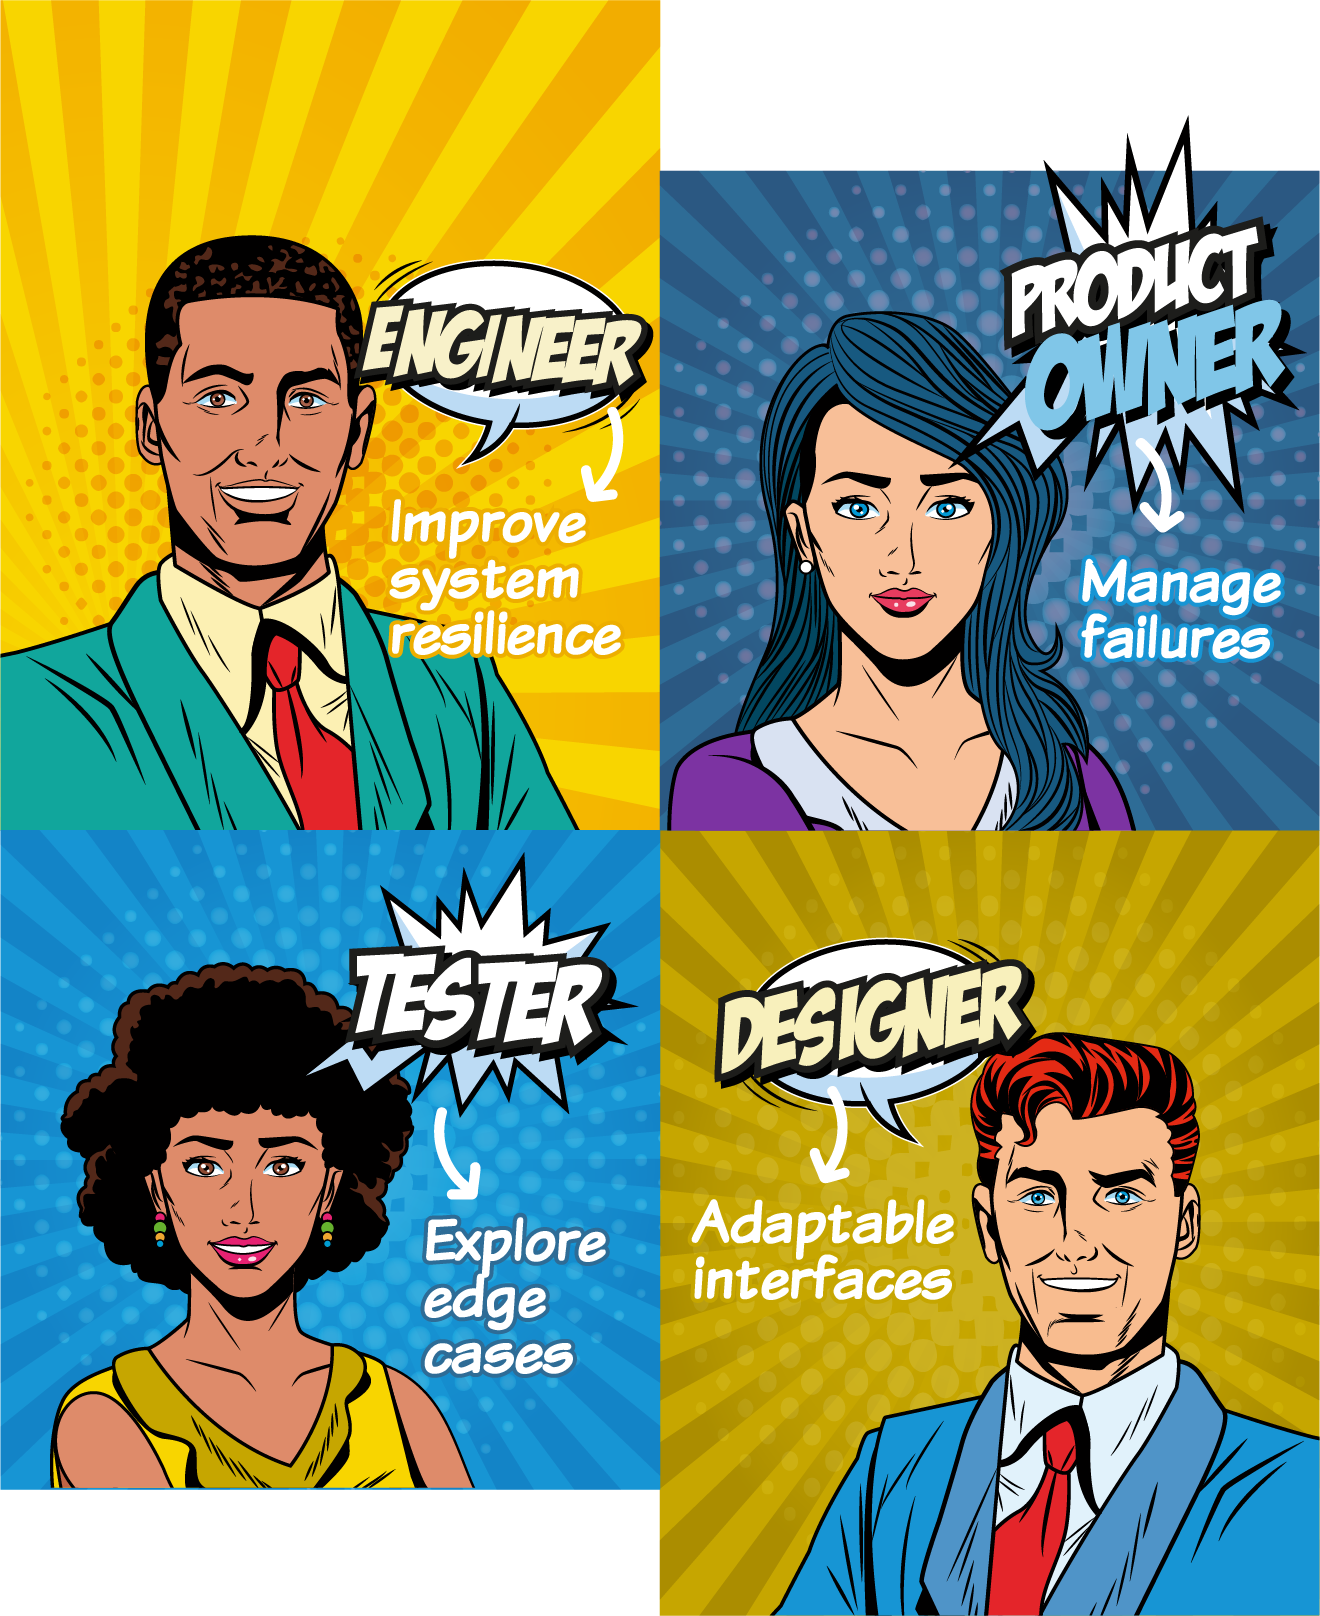 ENGINEER
Improve
system
resilience
PRODUCT
OWNER
Manage
failures
TESTER
Explore
edge
cases
DESIGNER
Adaptable
interfaces